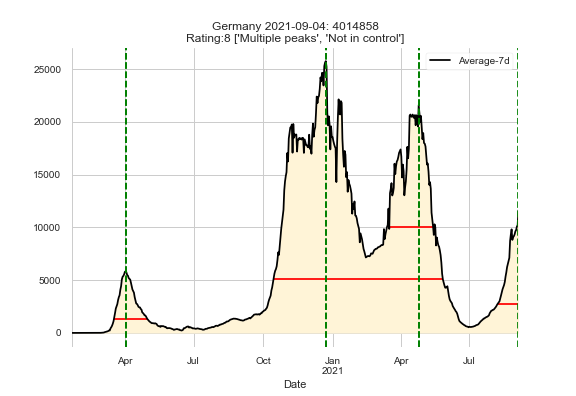 Germany 2021-09-04: 4014858
Rating:8 ['Multiple peaks', 'Not in control']
Average-7d
25000
20000
15000
10000
5000
0
Apr
Jul
Oct
Jan
2021
Apr
Jul
Date